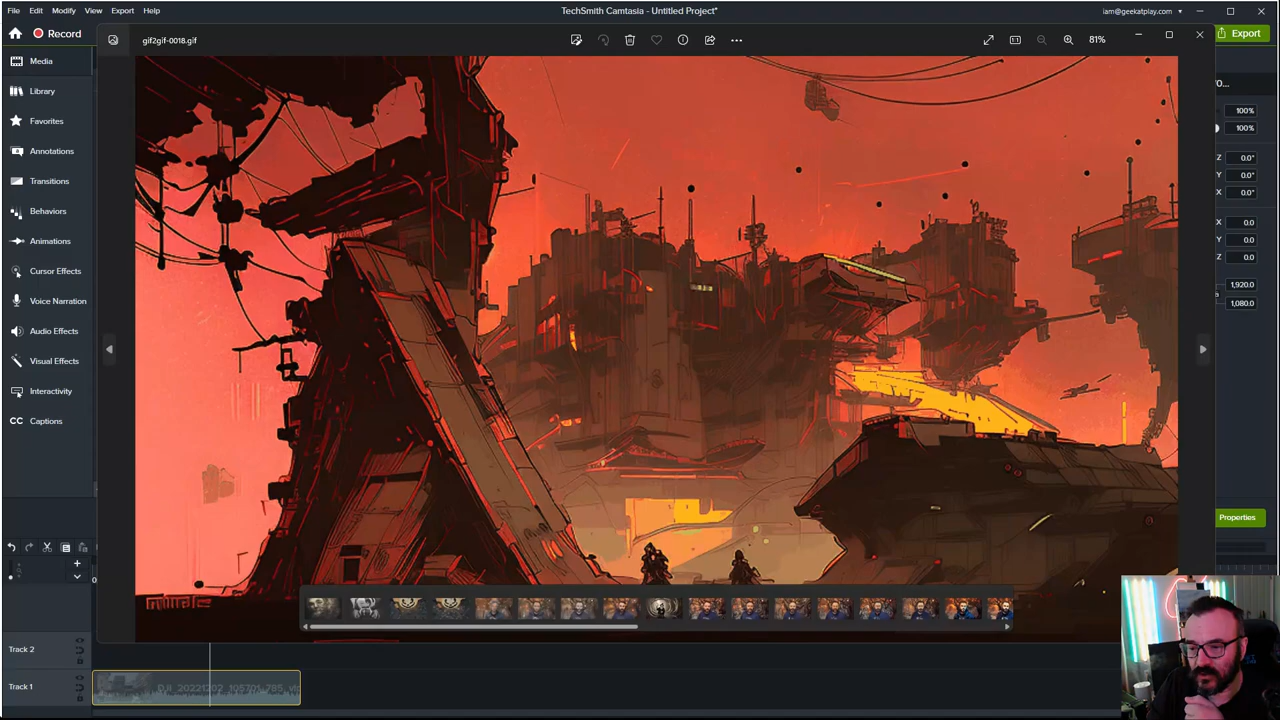 File Edit Modify View Export Help
TechSmith Camtasia - Untitled Project*
iam@geekatplay.com
Record
gif2gif-0018.gif
81%
Export
Media
Library
Favorites
Annotations
Transitions
Behaviors
Animations
Cursor Effects
Voice Narration
Audio Effects
Visual Effects
Interactivity
CC Captions
100%
100%
Z 0.0°
Y 0.0°
X 0.0°
X 0.0
Y 0.0
Z 0.0
1,920.0
1,080.0
Properties
Track 2
Track 1